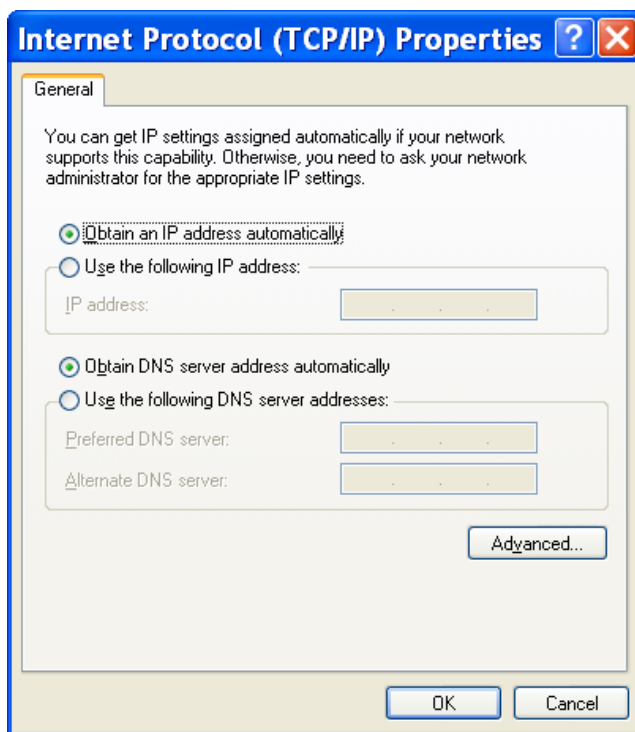 Internet Protocol (TCP/IP) Properties
General
You can get IP settings assigned automatically if your network
supports this capability. Otherwise, you need to ask your network
administrator for the appropriate IP settings.
Obtain an IP address automatically
Use the following IP address:
IP address:
Obtain DNS server address automatically
Use the following DNS server addresses:
Preferred DNS server:
Alternate DNS server:
Advanced...
OK Cancel